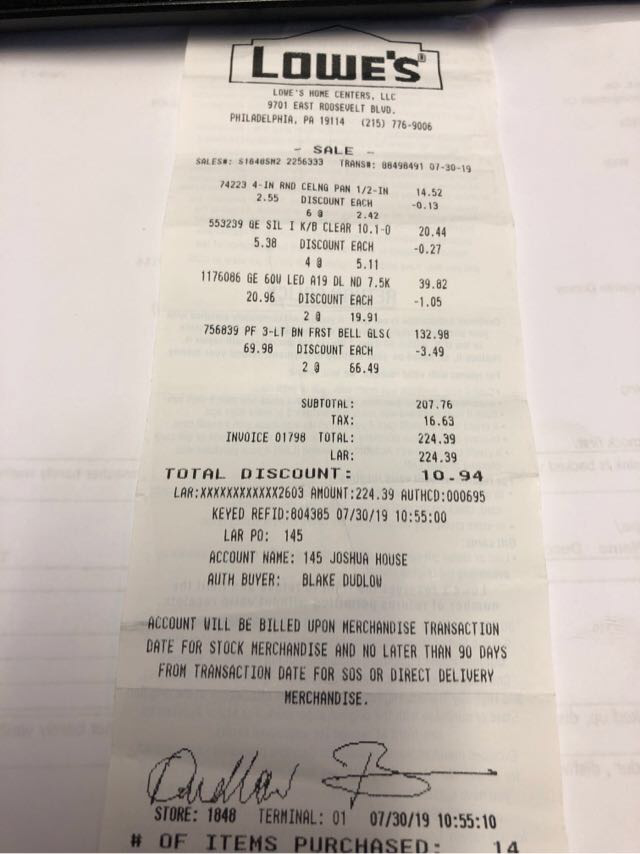 LOWE'S®
LOWE'S HOME CENTERS, LLC
9701 EAST ROOSEVELT BLVD.
PHILADELPHIA, PA 19114 (215) 776-9006
- SALE -
SALES#: S1848SM2 2256333 TRANS#: 88498491 07-30-19
74223 4-IN RND CELNG PAN 1/2-IN 14.52
2.55 DISCOUNT EACH -0.13
6 @ 2.42
553239 GE SIL I K/B CLEAR 10.1-O 20.44
5.38 DISCOUNT EACH -0.27
4 @ 5.11
1176086 GE 60W LED A19 DL ND 7.5K 39.82
20.96 DISCOUNT EACH -1.05
2 @ 19.91
756839 PF 3-LT BN FRST BELL GLS( 132.98
69.98 DISCOUNT EACH -3.49
2 @ 66.49
SUBTOTAL: 207.76
TAX: 16.63
INVOICE 01798 TOTAL: 224.39
LAR: 224.39
TOTAL DISCOUNT: 10.94
LAR:XXXXXXXXXXXX2603 AMOUNT:224.39 AUTHCD:000695
KEYED REFID:804385 07/30/19 10:55:00
LAR PO: 145
ACCOUNT NAME: 145 JOSHUA HOUSE
AUTH BUYER: BLAKE DUDLOW
ACCOUNT WILL BE BILLED UPON MERCHANDISE TRANSACTION
DATE FOR STOCK MERCHANDISE AND NO LATER THAN 90 DAYS
FROM TRANSACTION DATE FOR SOS OR DIRECT DELIVERY
MERCHANDISE.
STORE: 1848 TERMINAL: 01 07/30/19 10:55:10
# OF ITEMS PURCHASED: 14